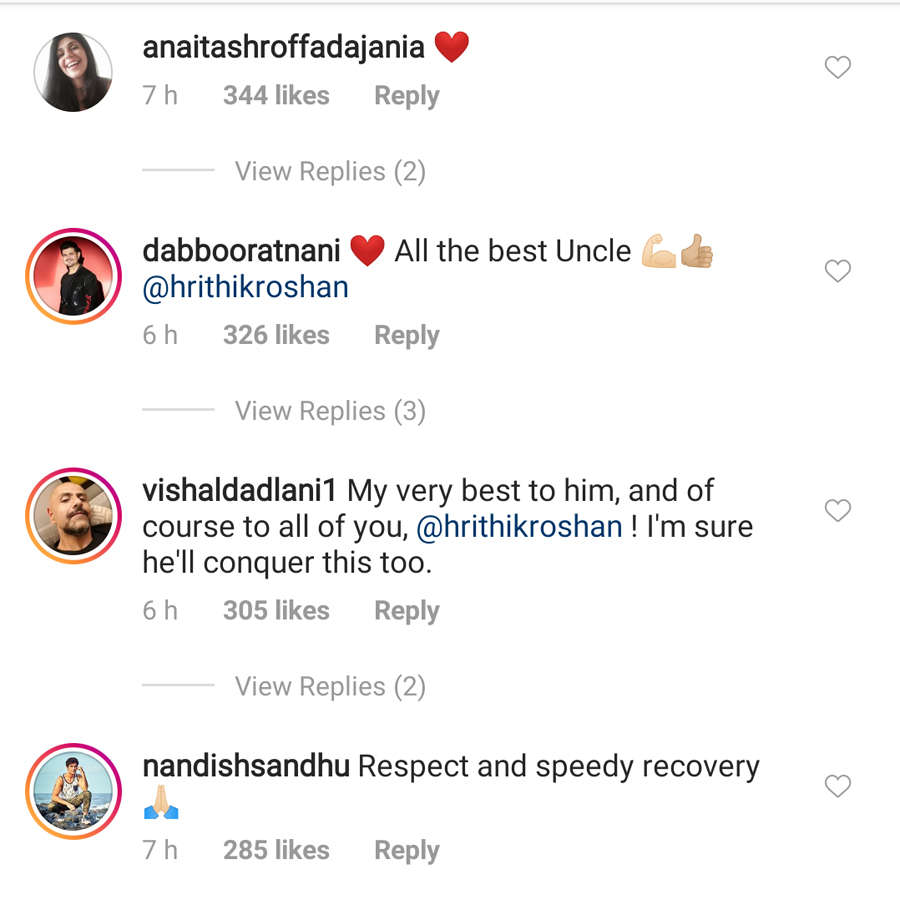 anaitashroffadajania ❤️
7 h 344 likes Reply
View Replies (2)
dabbooratnani ❤️ All the best Uncle 💪🏼👍🏼
@hrithikroshan
6 h 326 likes Reply
View Replies (3)
vishaldadlani1 My very best to him, and of
course to all of you, @hrithikroshan ! I'm sure
he'll conquer this too.
6 h 305 likes Reply
View Replies (2)
nandishsandhu Respect and speedy recovery
🙏🏼
7 h 285 likes Reply